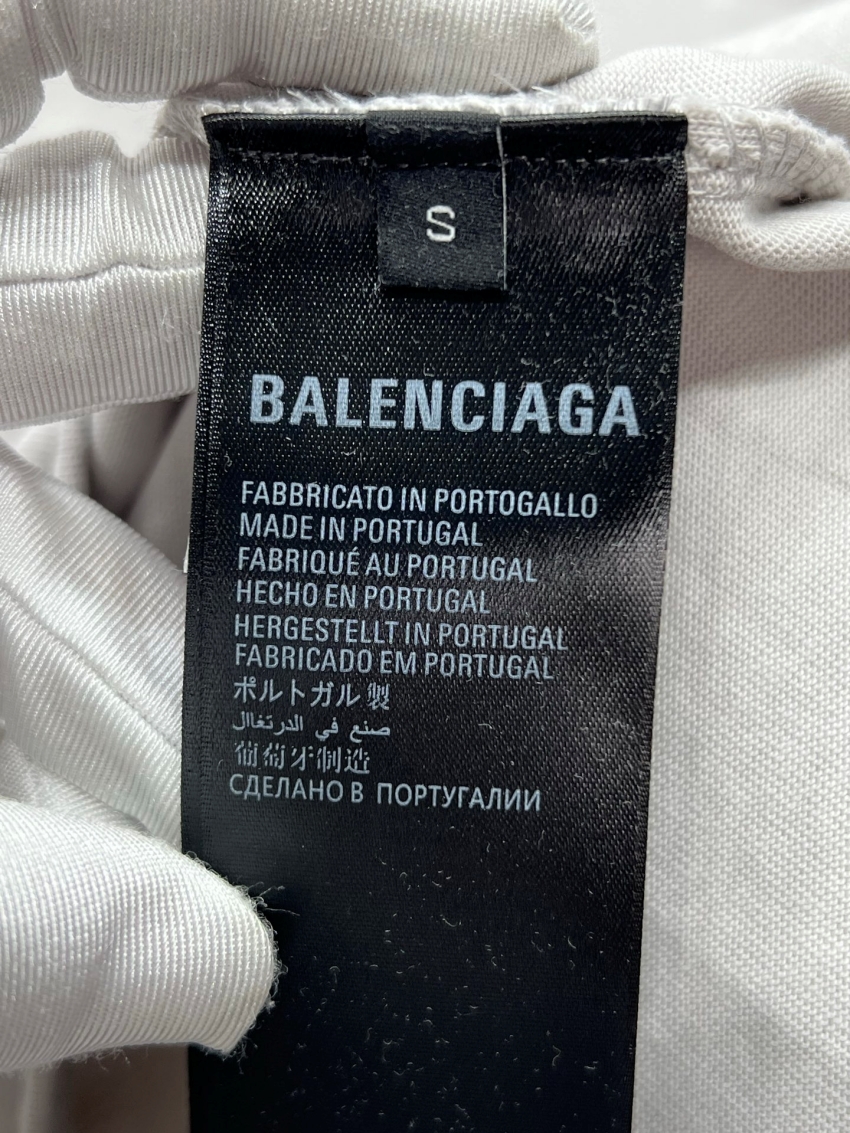 S
BALENCIAGA
FABBRICATO IN PORTOGALLO
MADE IN PORTUGAL
FABRIQUÉ AU PORTUGAL
HECHO EN PORTUGAL
HERGESTELLT IN PORTUGAL
FABRICADO EM PORTUGAL
ポルトガル製
صنع في الدرتغاال
葡萄牙制造
СДЕЛАНО В ПОРТУГАЛИИ